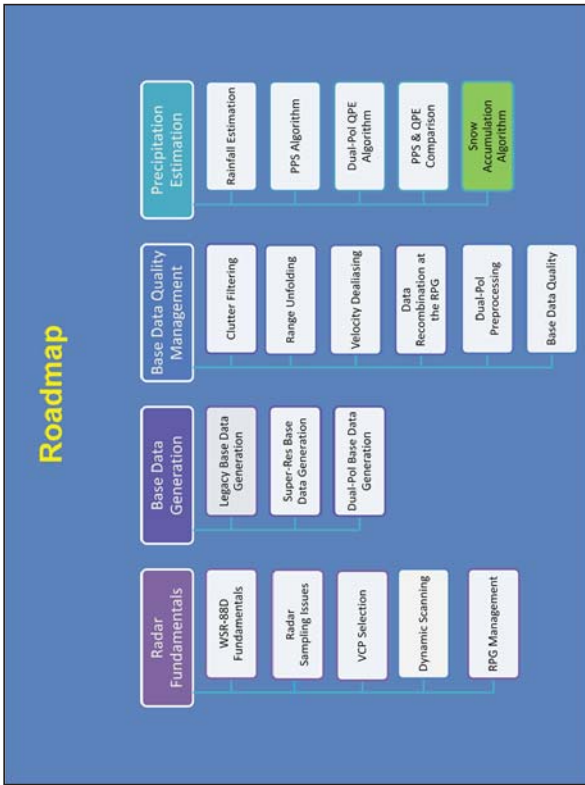 Roadmap
Radar
Fundamentals
WSR-88D
Fundamentals
Radar
Sampling Issues
VCP Selection
Dynamic Scanning
RPG Management
Base Data
Generation
Legacy Base Data
Generation
Super-Res Base
Data Generation
Dual-Pol Base Data
Generation
Base Data Quality
Management
Clutter Filtering
Range Unfolding
Velocity Dealiasing
Data
Recombination at
the RPG
Dual-Pol
Preprocessing
Base Data Quality
Precipitation
Estimation
Rainfall Estimation
PPS Algorithm
Dual-Pol QPE
Algorithm
PPS & QPE
Comparison
Snow
Accumulation
Algorithm